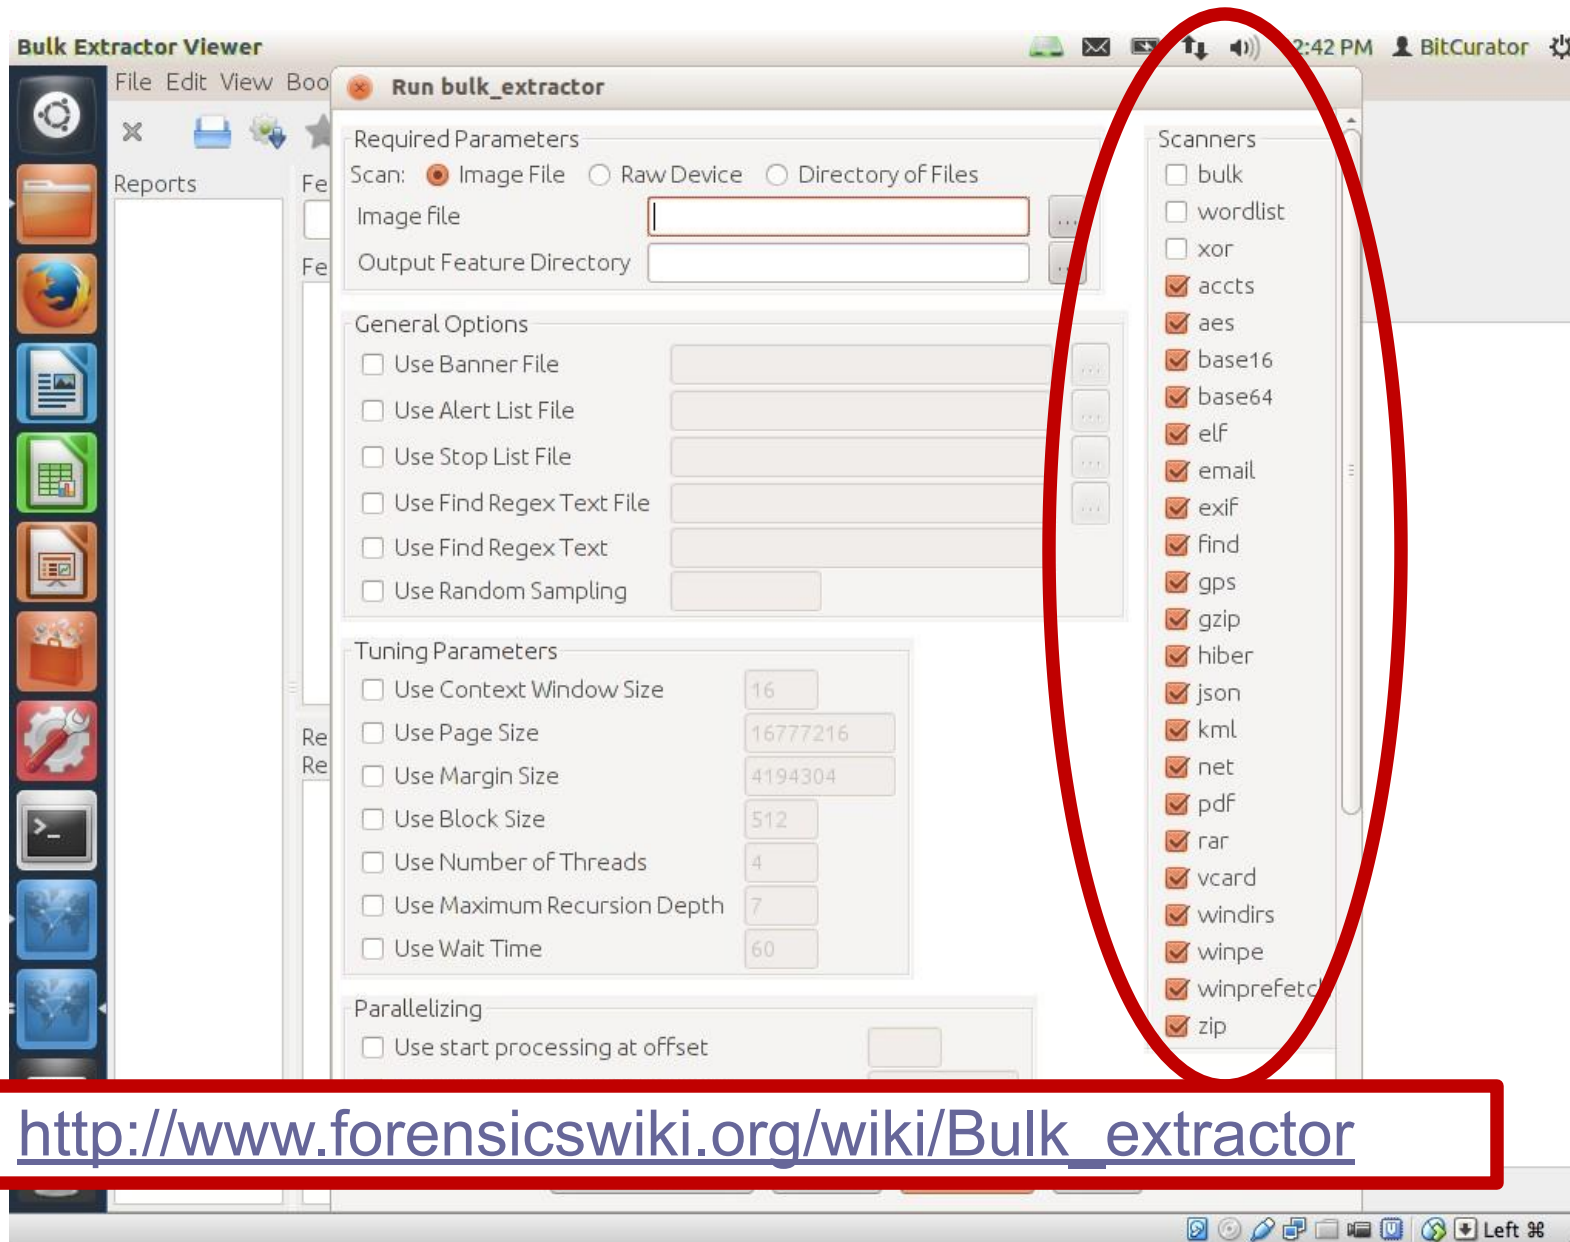 Bulk Extractor Viewer
2:42 PM BitCurator
File Edit View Boo
Run bulk_extractor
Reports
Fe
Fe
Re
Re
Required Parameters
Scan: Image File Raw Device Directory of Files
Image file ...
Output Feature Directory ...
General Options
Use Banner File ...
Use Alert List File ...
Use Stop List File ...
Use Find Regex Text File ...
Use Find Regex Text
Use Random Sampling
Tuning Parameters
Use Context Window Size 16
Use Page Size 16777216
Use Margin Size 4194304
Use Block Size 512
Use Number of Threads 4
Use Maximum Recursion Depth 7
Use Wait Time 60
Parallelizing
Use start processing at offset
Scanners
bulk
wordlist
xor
accts
aes
base16
base64
elf
email
exif
find
gps
gzip
hiber
json
kml
net
pdf
rar
vcard
windirs
winpe
winprefetch
zip
http://www.forensicswiki.org/wiki/Bulk_extractor
Left ⌘